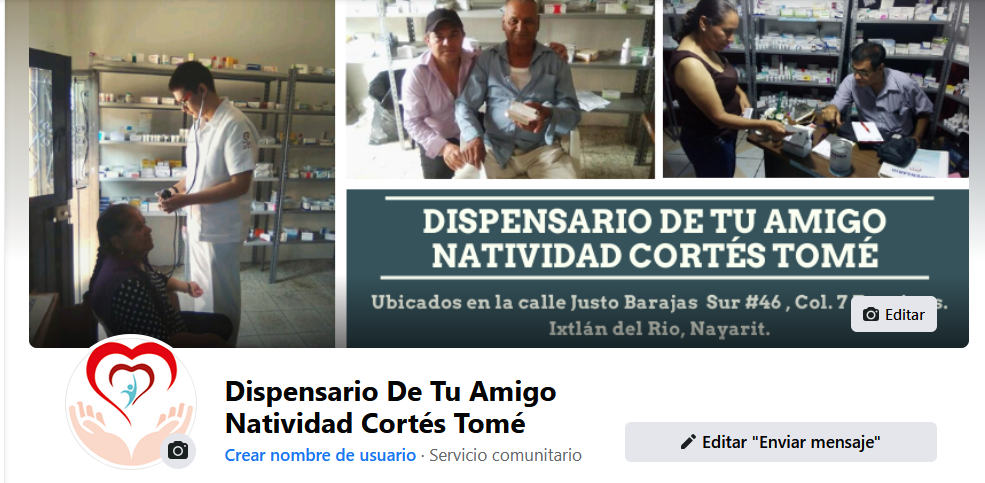 DISPENSARIO DE TU AMIGO
NATIVIDAD CORTÉS TOMÉ
Ubicados en la calle Justo Barajas Sur #46 , Col. 7
Ixtlán del Rio, Nayarit.
Editar
Dispensario De Tu Amigo
Natividad Cortés Tomé
Crear nombre de usuario · Servicio comunitario
Editar "Enviar mensaje"